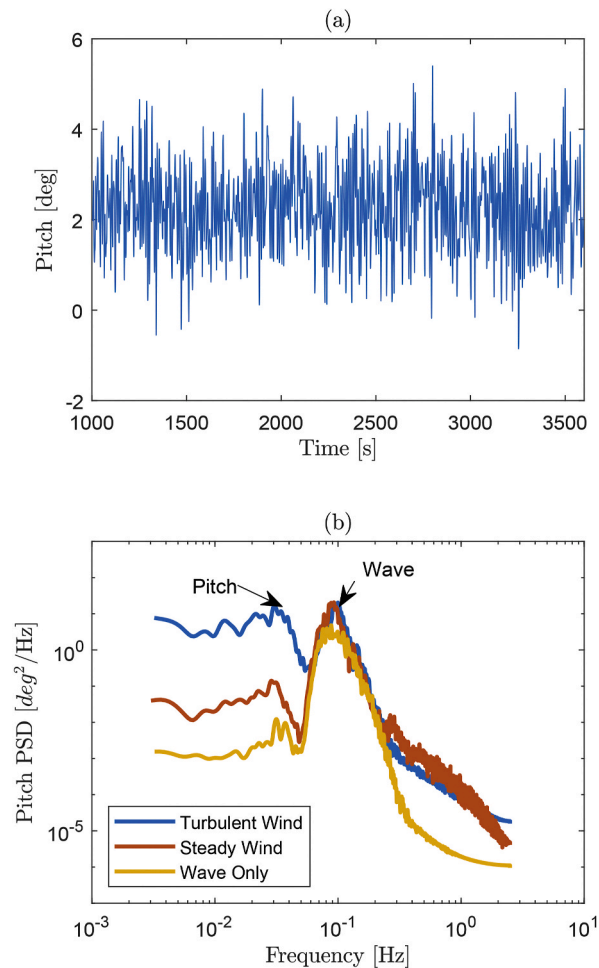 (a)
6
4
2
0
-2
Pitch [deg]
1000 1500 2000 2500 3000 3500
Time [s]
(b)
Pitch
Wave
10^0
10^-5
Pitch PSD [deg^2/Hz]
Turbulent Wind
Steady Wind
Wave Only
10^-3 10^-2 10^-1 10^0 10^1
Frequency [Hz]